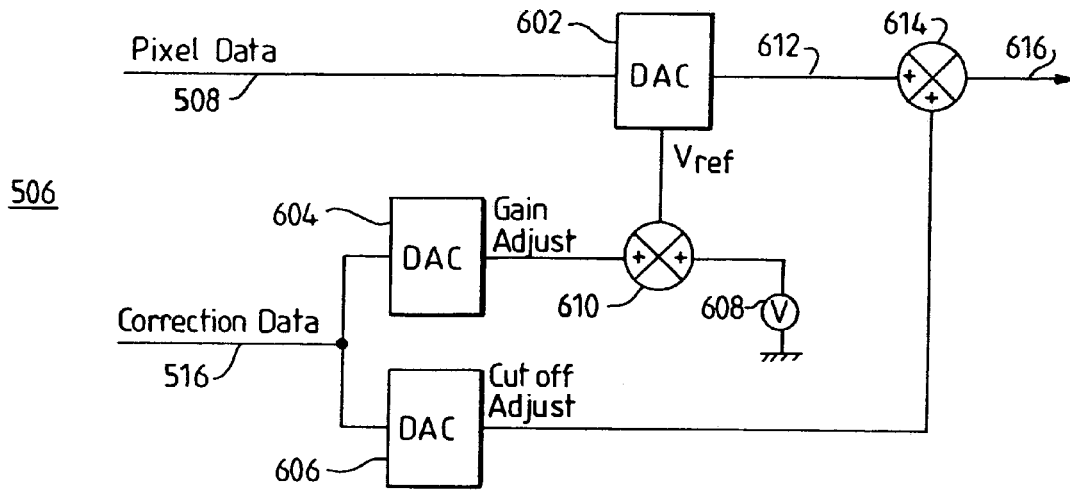 602
614
Pixel Data
612
616
DAC
508
Vref
506
604
Gain
Adjust
DAC
610
608
V
Correction Data
516
Cut off
Adjust
DAC
606